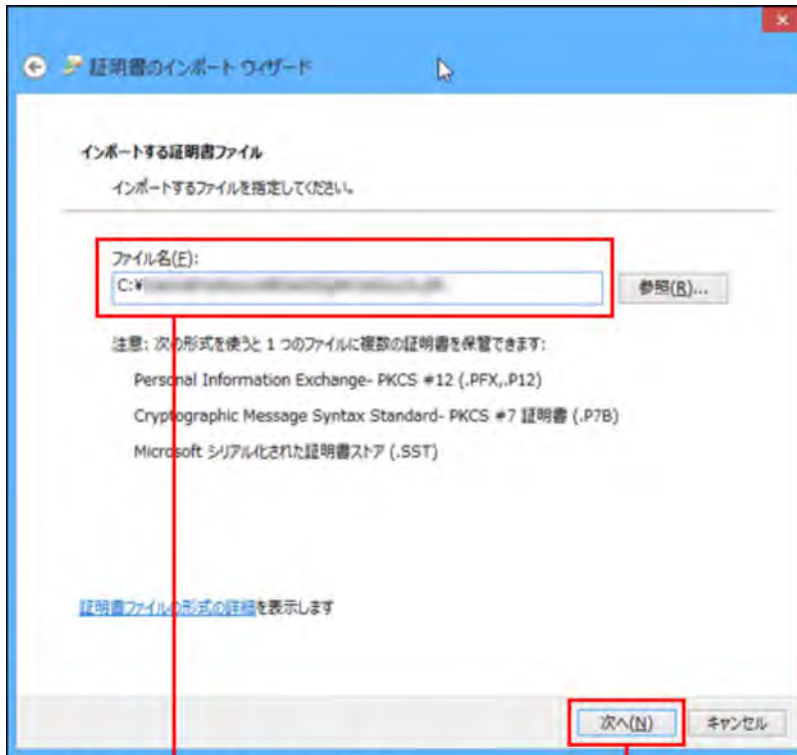 証明書のインポート ウィザード
インポートする証明書ファイル
インポートするファイルを指定してください。
ファイル名(F):
C:¥
参照(R)...
注意: 次の形式を使うと 1 つのファイルに複数の証明書を保管できます:
Personal Information Exchange- PKCS #12 (.PFX,.P12)
Cryptographic Message Syntax Standard- PKCS #7 証明書 (.P7B)
Microsoft シリアル化された証明書ストア (.SST)
証明書ファイルの形式の詳細を表示します
次へ(N)
キャンセル